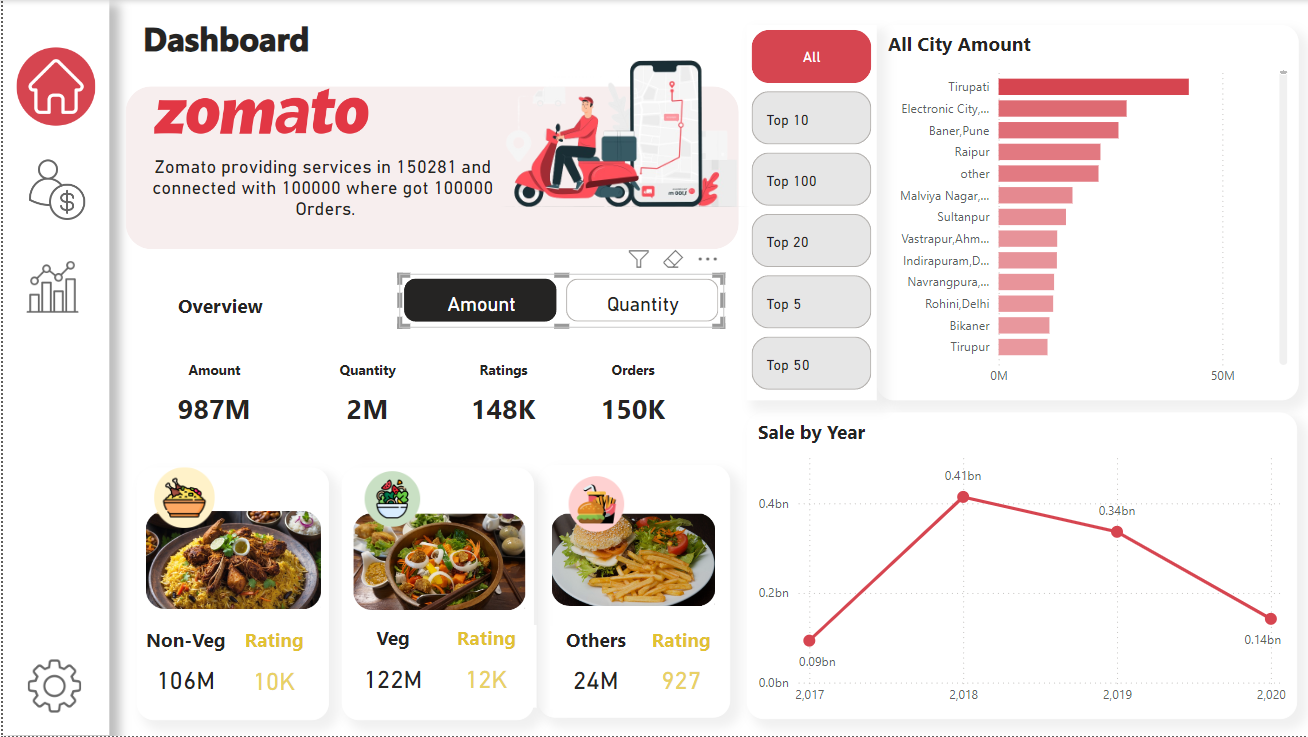 Dashboard
zomato
Zomato providing services in 150281 and
connected with 100000 where got 100000
Orders.
Overview
Amount
Quantity
Amount
Quantity
Ratings
Orders
987M
2M
148K
150K
Non-Veg
Rating
106M
10K
Veg
Rating
122M
12K
Others
Rating
24M
927
All
Top 10
Top 100
Top 20
Top 5
Top 50
All City Amount
Tirupati
Electronic City,...
Baner,Pune
Raipur
other
Malviya Nagar,...
Sultanpur
Vastrapur,Ahm...
Indirapuram,D...
Navrangpura,...
Rohini,Delhi
Bikaner
Tirupur
0M
50M
Sale by Year
0.4bn
0.2bn
0.0bn
0.09bn
0.41bn
0.34bn
0.14bn
2,017
2,018
2,019
2,020